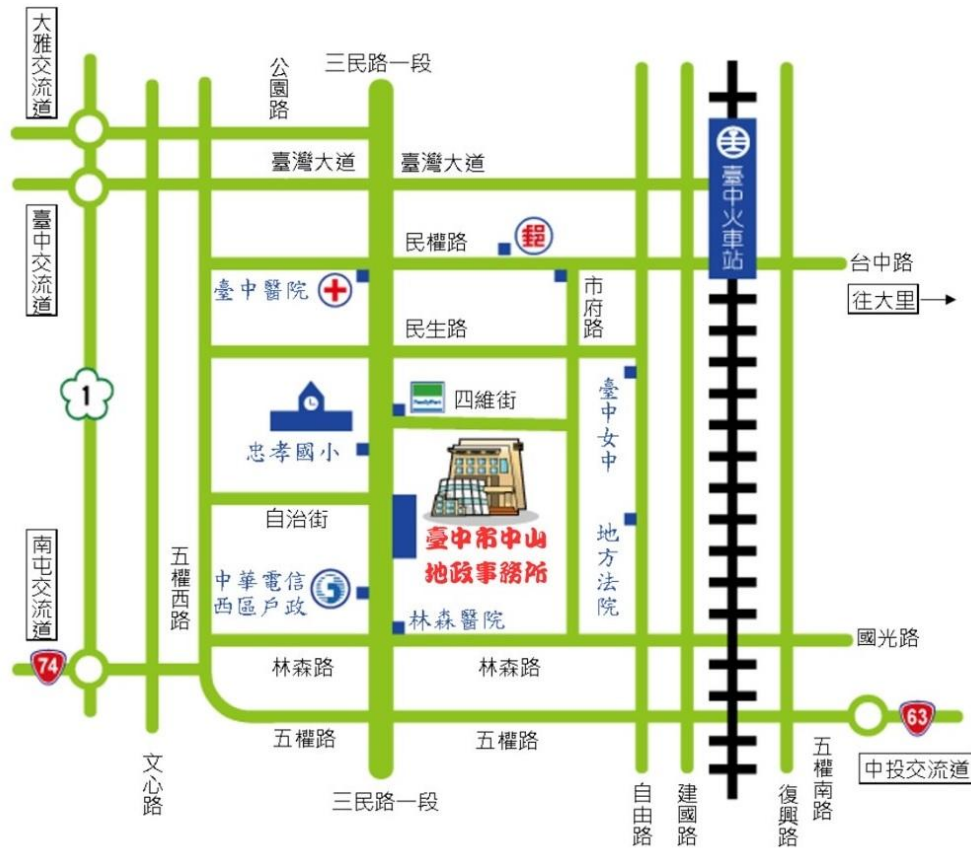 大雅交流道
公園路
三民路一段
臺灣大道
臺灣大道
臺中火車站
臺中交流道
民權路
郵
台中路
臺中醫院
市府路
往大里
民生路
1
FamilyMart
四維街
臺中女中
忠孝國小
自治街
臺中市中山
地政事務所
地方法院
南屯交流道
五權西路
中華電信
西區戶政
林森醫院
國光路
74
林森路
林森路
63
五權路
五權路
中投交流道
文心路
三民路一段
自由路
建國路
復興路
五權南路